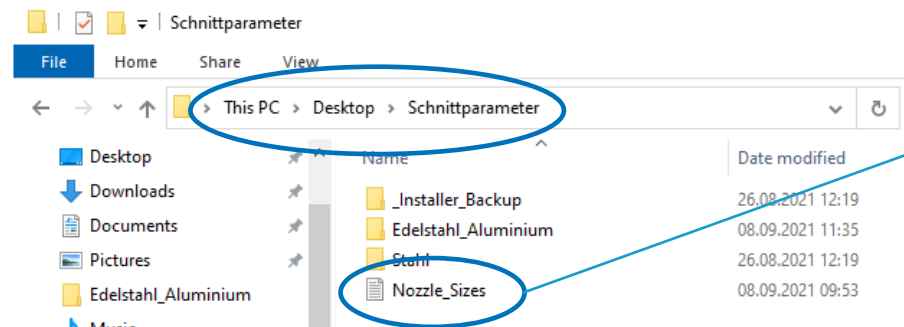 Schnittparameter
File Home Share View
This PC > Desktop > Schnittparameter
Name Date modified
Desktop
Downloads
Documents
Pictures
Edelstahl_Aluminium
Music
_Installer_Backup 26.08.2021 12:19
Edelstahl_Aluminium 08.09.2021 11:35
Stahl 26.08.2021 12:19
Nozzle_Sizes 08.09.2021 09:53